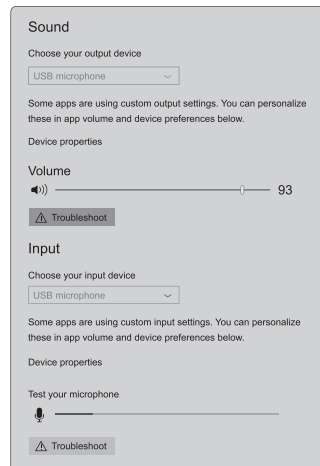 Sound
Choose your output device
USB microphone
Some apps are using custom output settings. You can personalize
these in app volume and device preferences below.
Device properties
Volume
93
Troubleshoot
Input
Choose your input device
USB microphone
Some apps are using custom input settings. You can personalize
these in app volume and device preferences below.
Device properties
Test your microphone
Troubleshoot